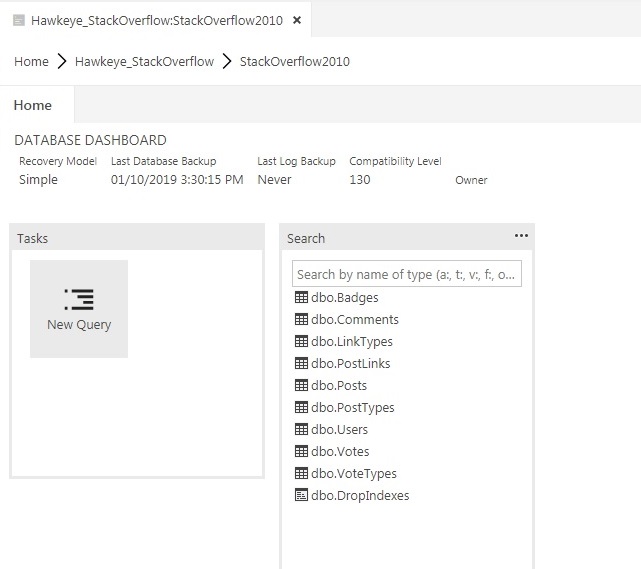 Hawkeye_StackOverflow:StackOverflow2010
Home Hawkeye_StackOverflow StackOverflow2010
Home
DATABASE DASHBOARD
Recovery Model Last Database Backup Last Log Backup Compatibility Level
Simple 01/10/2019 3:30:15 PM Never 130 Owner
Tasks
New Query
Search
Search by name of type (a:, t:, v:, f:, o...
dbo.Badges
dbo.Comments
dbo.LinkTypes
dbo.PostLinks
dbo.Posts
dbo.PostTypes
dbo.Users
dbo.Votes
dbo.VoteTypes
dbo.DropIndexes